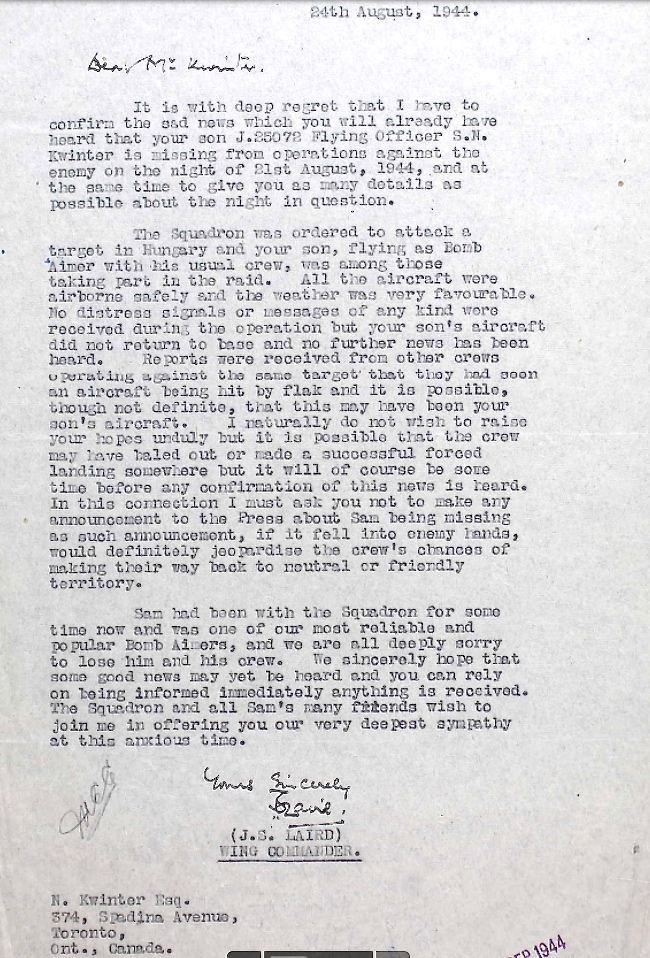 24th August, 1944.
Dear Mr Kwinter.
It is with deep regret that I have to
confirm the sad news which you will already have
heard that your son J.25072 Flying Officer S.N.
Kwinter is missing from operations against the
enemy on the night of 21st August, 1944, and at
the same time to give you as many details as
possible about the night in question.
The Squadron was ordered to attack a
target in Hungary and your son, flying as Bomb
Aimer with his usual crew, was among those
taking part in the raid. All the aircraft were
airborne safely and the weather was very favourable.
No distress signals or messages of any kind were
received during the operation but your son's aircraft
did not return to base and no further news has been
heard. Reports were received from other crews
operating against the same target that they had seen
an aircraft being hit by flak and it is possible,
though not definite, that this may have been your
son's aircraft. I naturally do not wish to raise
your hopes unduly but it is possible that the crew
may have baled out or made a successful forced
landing somewhere but it will of course be some
time before any confirmation of this news is heard.
In this connection I must ask you not to make any
announcement to the Press about Sam being missing
as such announcement, if it fell into enemy hands,
would definitely jeopardise the crew's chances of
making their way back to neutral or friendly
territory.
Sam had been with the Squadron for some
time now and was one of our most reliable and
popular Bomb Aimers, and we are all deeply sorry
to lose him and his crew. We sincerely hope that
some good news may yet be heard and you can rely
on being informed immediately anything is received.
The Squadron and all Sam's many friends wish to
join me in offering you our very deepest sympathy
at this anxious time.
Yours Sincerely
(J.S. LAIRD)
WING COMMANDER.
N. Kwinter Esq.
374, Spadina Avenue,
Toronto,
Ont., Canada.
1944